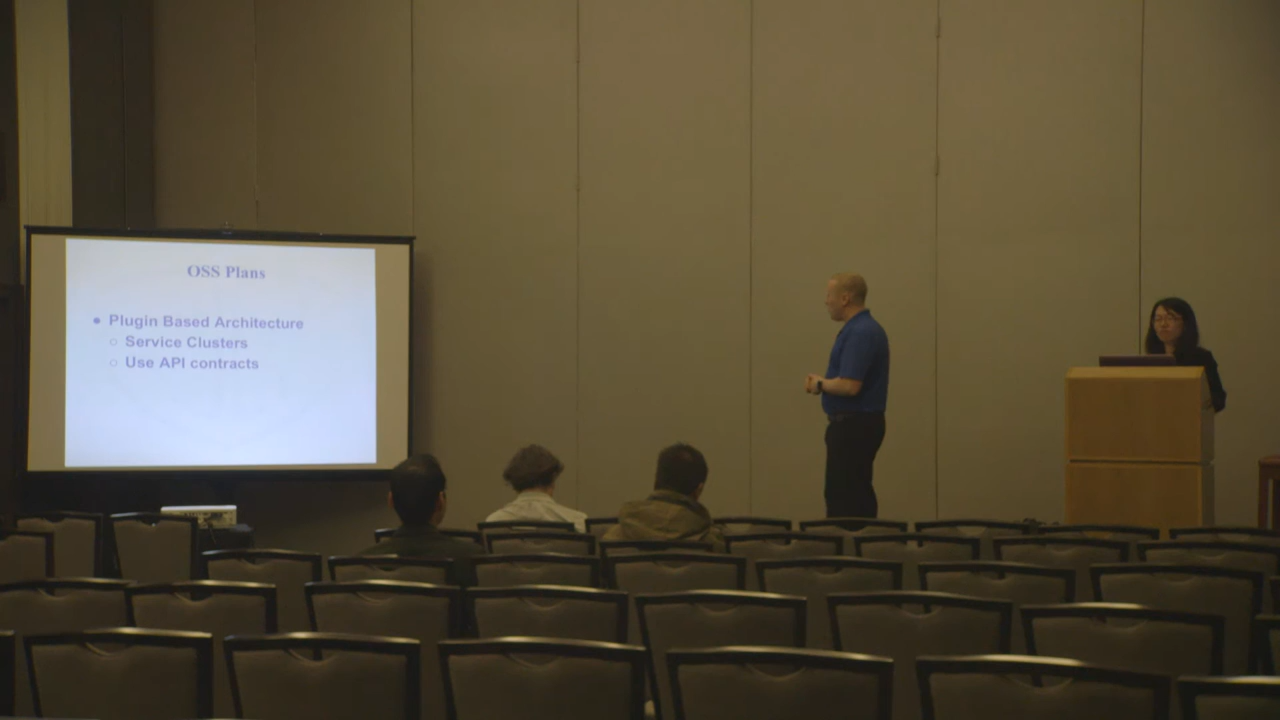 OSS Plans
● Plugin Based Architecture
○ Service Clusters
○ Use API contracts